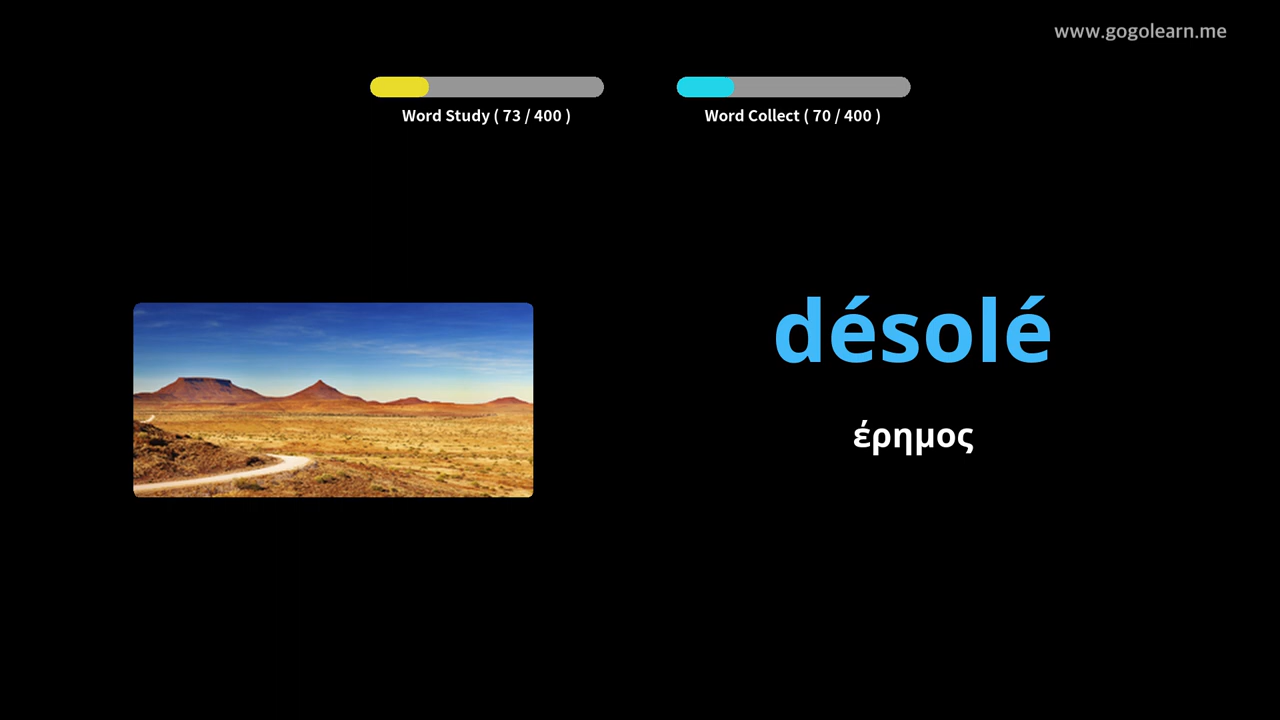 www.gogolearn.me
Word Study ( 73 / 400 )
Word Collect ( 70 / 400 )
désolé
έρημος